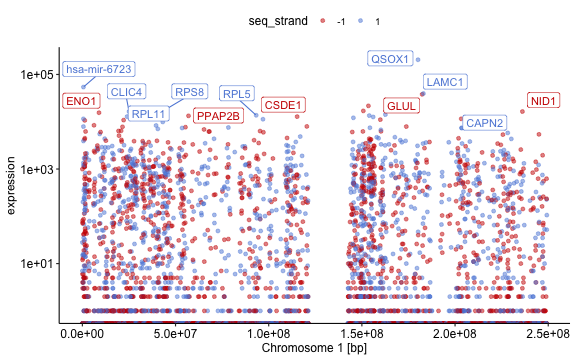 seq_strand -1 1
expression
1e+05
1e+03
1e+01
QSOX1
hsa-mir-6723
LAMC1
CLIC4
RPS8
RPL5
ENO1
CSDE1
GLUL
NID1
RPL11
PPAP2B
CAPN2
0.0e+00 5.0e+07 1.0e+08 1.5e+08 2.0e+08 2.5e+08
Chromosome 1 [bp]